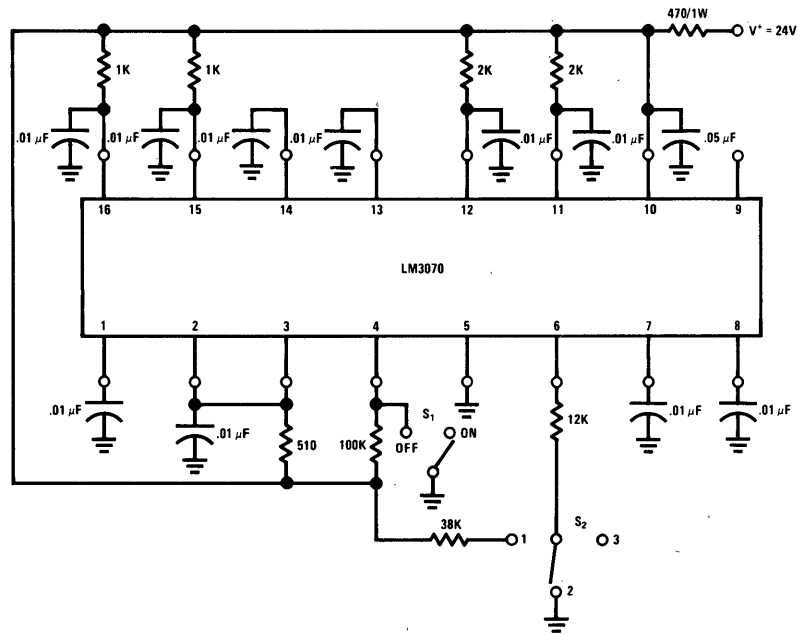 470/1W
V+ = 24V
1K
1K
2K
2K
.01 μF
.01 μF
.01 μF
.01 μF
.01 μF
.01 μF
.05 μF
16
15
14
13
12
11
10
9
LM3070
1
2
3
4
5
6
7
8
.01 μF
.01 μF
510
100K
S1
OFF
ON
12K
.01 μF
.01 μF
38K
1
S2
3
2